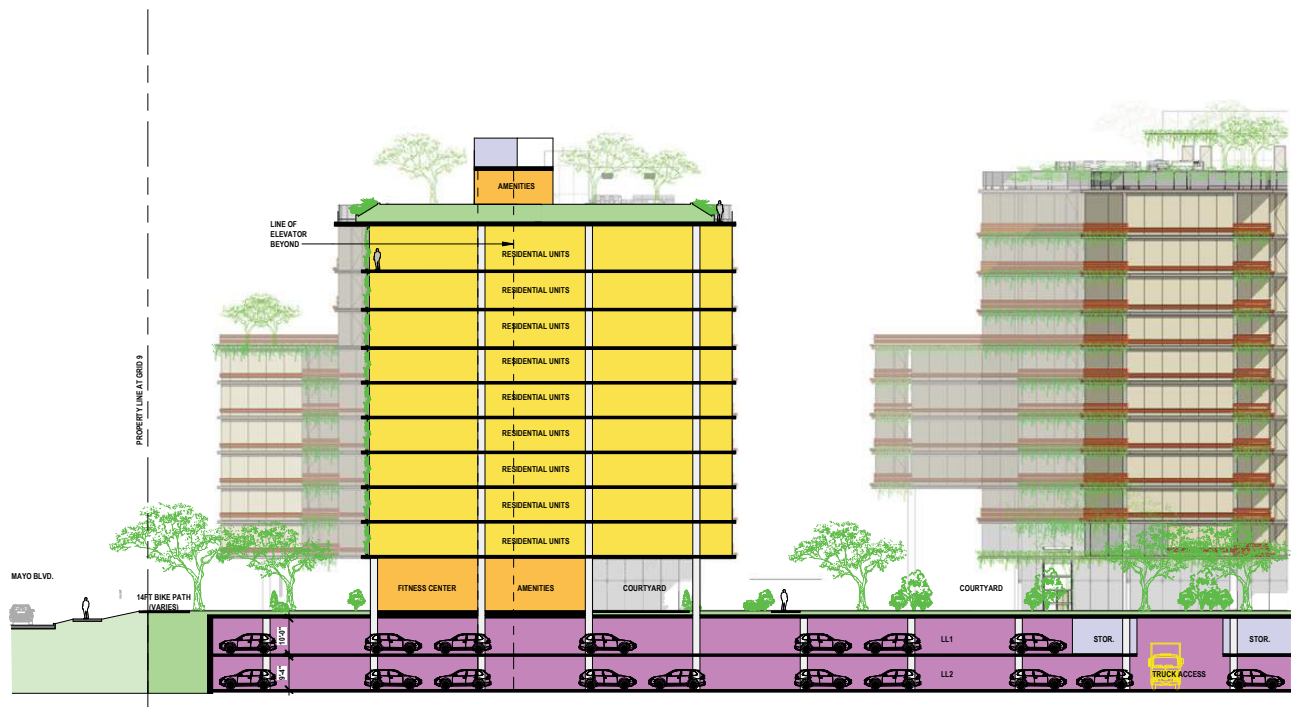 AMENITIES
LINE OF
ELEVATOR
BEYOND
RESIDENTIAL UNITS
RESIDENTIAL UNITS
RESIDENTIAL UNITS
RESIDENTIAL UNITS
RESIDENTIAL UNITS
RESIDENTIAL UNITS
RESIDENTIAL UNITS
RESIDENTIAL UNITS
RESIDENTIAL UNITS
PROPERTY LINE AT GRID 9
MAYO BLVD.
14FT BIKE PATH
(VARIES)
FITNESS CENTER
AMENITIES
COURTYARD
COURTYARD
10'-0"
LL1
STOR.
STOR.
9'-4"
LL2
TRUCK ACCESS